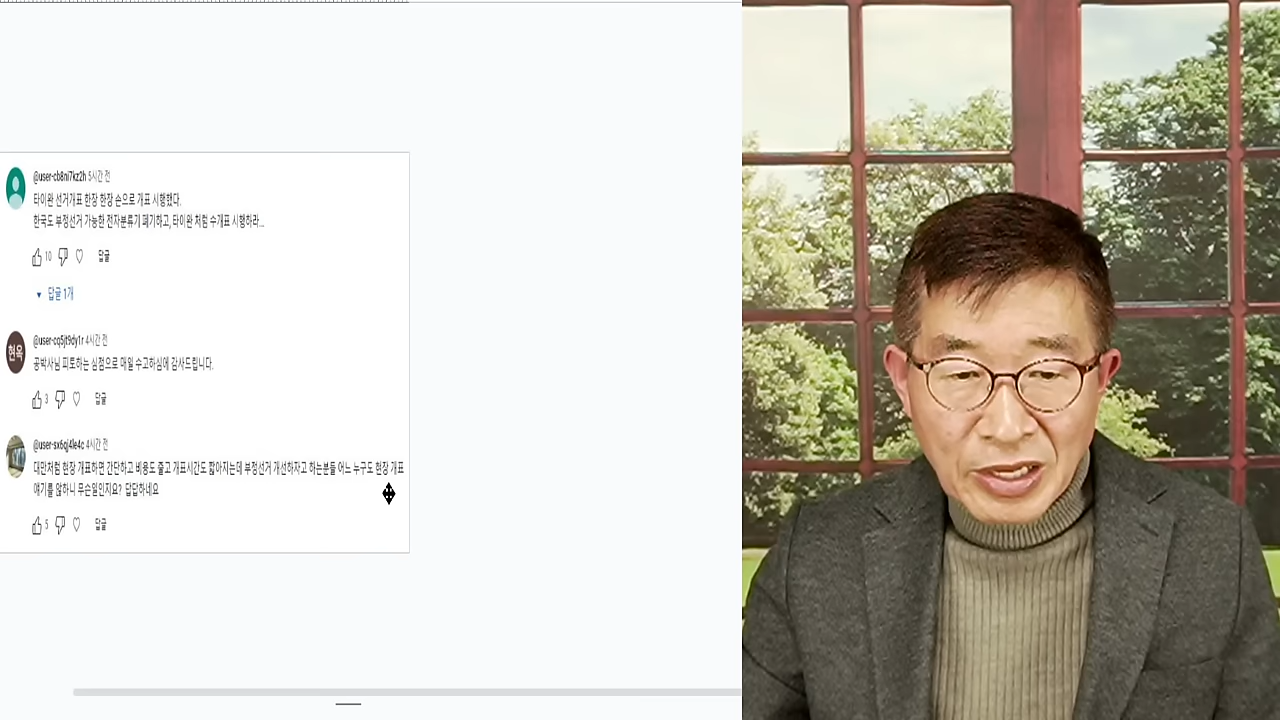 @user-cb8ni7kz2h 5시간 전
타이완 선거개표 한장 한장 손으로 개표 시행했다.
한국도 부정선거 가능한 전자분류기 폐기하고, 타이완 처럼 수개표 시행하라...
10 답글
답글 1개
현옥
@user-cq5jt9dy1r 4시간 전
공박사님 피토하는 심정으로 매일 수고하심에 감사드립니다.
3 답글
@user-sx6qj4le4c 4시간 전
대만처럼 현장 개표하면 간단하고 비용도 줄고 개표시간도 짧아지는데 부정선거 개선하자고 하는분들 어느 누구도 현장 개표
얘기를 않하니 무슨일인지요? 답답하네요
5 답글